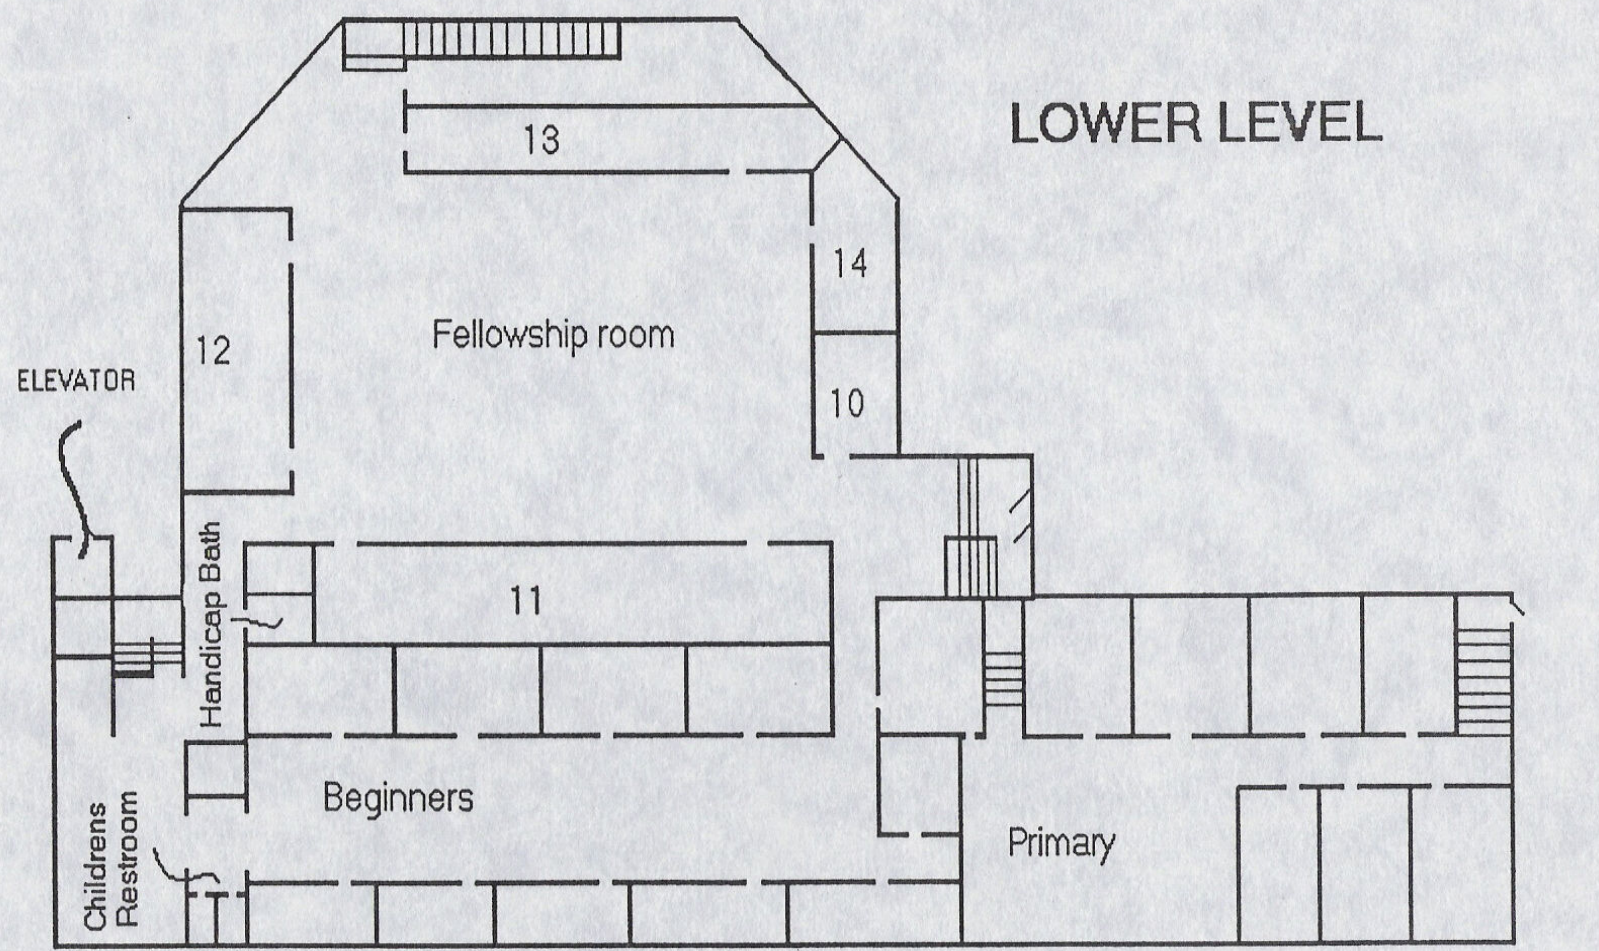 LOWER LEVEL
13
14
Fellowship room
12
ELEVATOR
10
Handicap Bath
11
Beginners
Primary
Childrens
Restroom